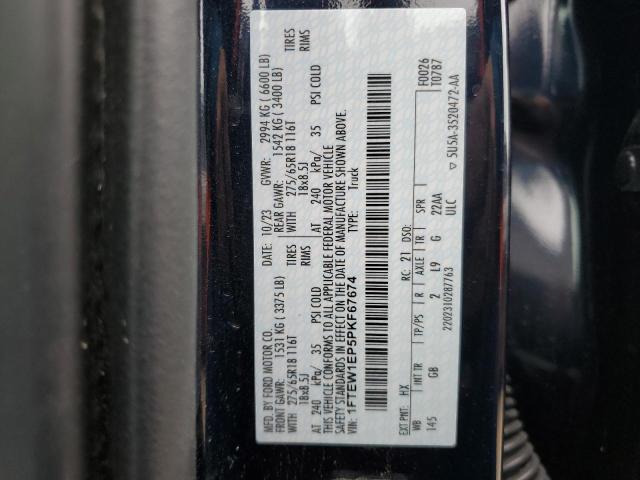 MFD. BY FORD MOTOR CO. DATE: 10/23 GVWR: 2994 KG ( 6600 LB)
FRONT GAWR: 1531 KG ( 3375 LB) REAR GAWR: 1542 KG ( 3400 LB)
WITH 275/65R18 116T TIRES WITH 275/65R18 116T TIRES
18x8.5J RIMS 18x8.5J RIMS
AT 240 kPa/ 35 PSI COLD AT 240 kPa/ 35 PSI COLD
THIS VEHICLE CONFORMS TO ALL APPLICABLE FEDERAL MOTOR VEHICLE
SAFETY STANDARDS IN EFFECT ON THE DATE OF MANUFACTURE SHOWN ABOVE.
VIN: 1FTEW1EP5PKF67674 TYPE: Truck
F0026
T0787
EXT PNT: HX RC: 21 DSO:
WB INT TR TP/PS R AXLE TR SPR
145 GB 2 L9 G 22AA
2202310287763 ULC 5U5A-3520472-AA